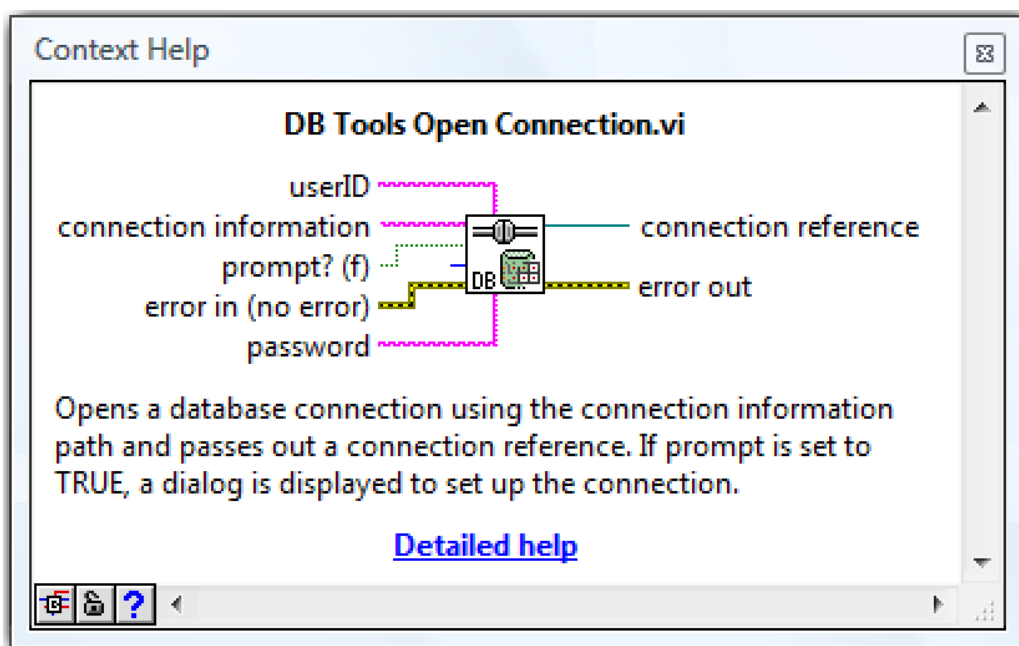 Context Help
DB Tools Open Connection.vi
userID
connection information
prompt? (f)
error in (no error)
password
DB
connection reference
error out
Opens a database connection using the connection information
path and passes out a connection reference. If prompt is set to
TRUE, a dialog is displayed to set up the connection.
Detailed help
?